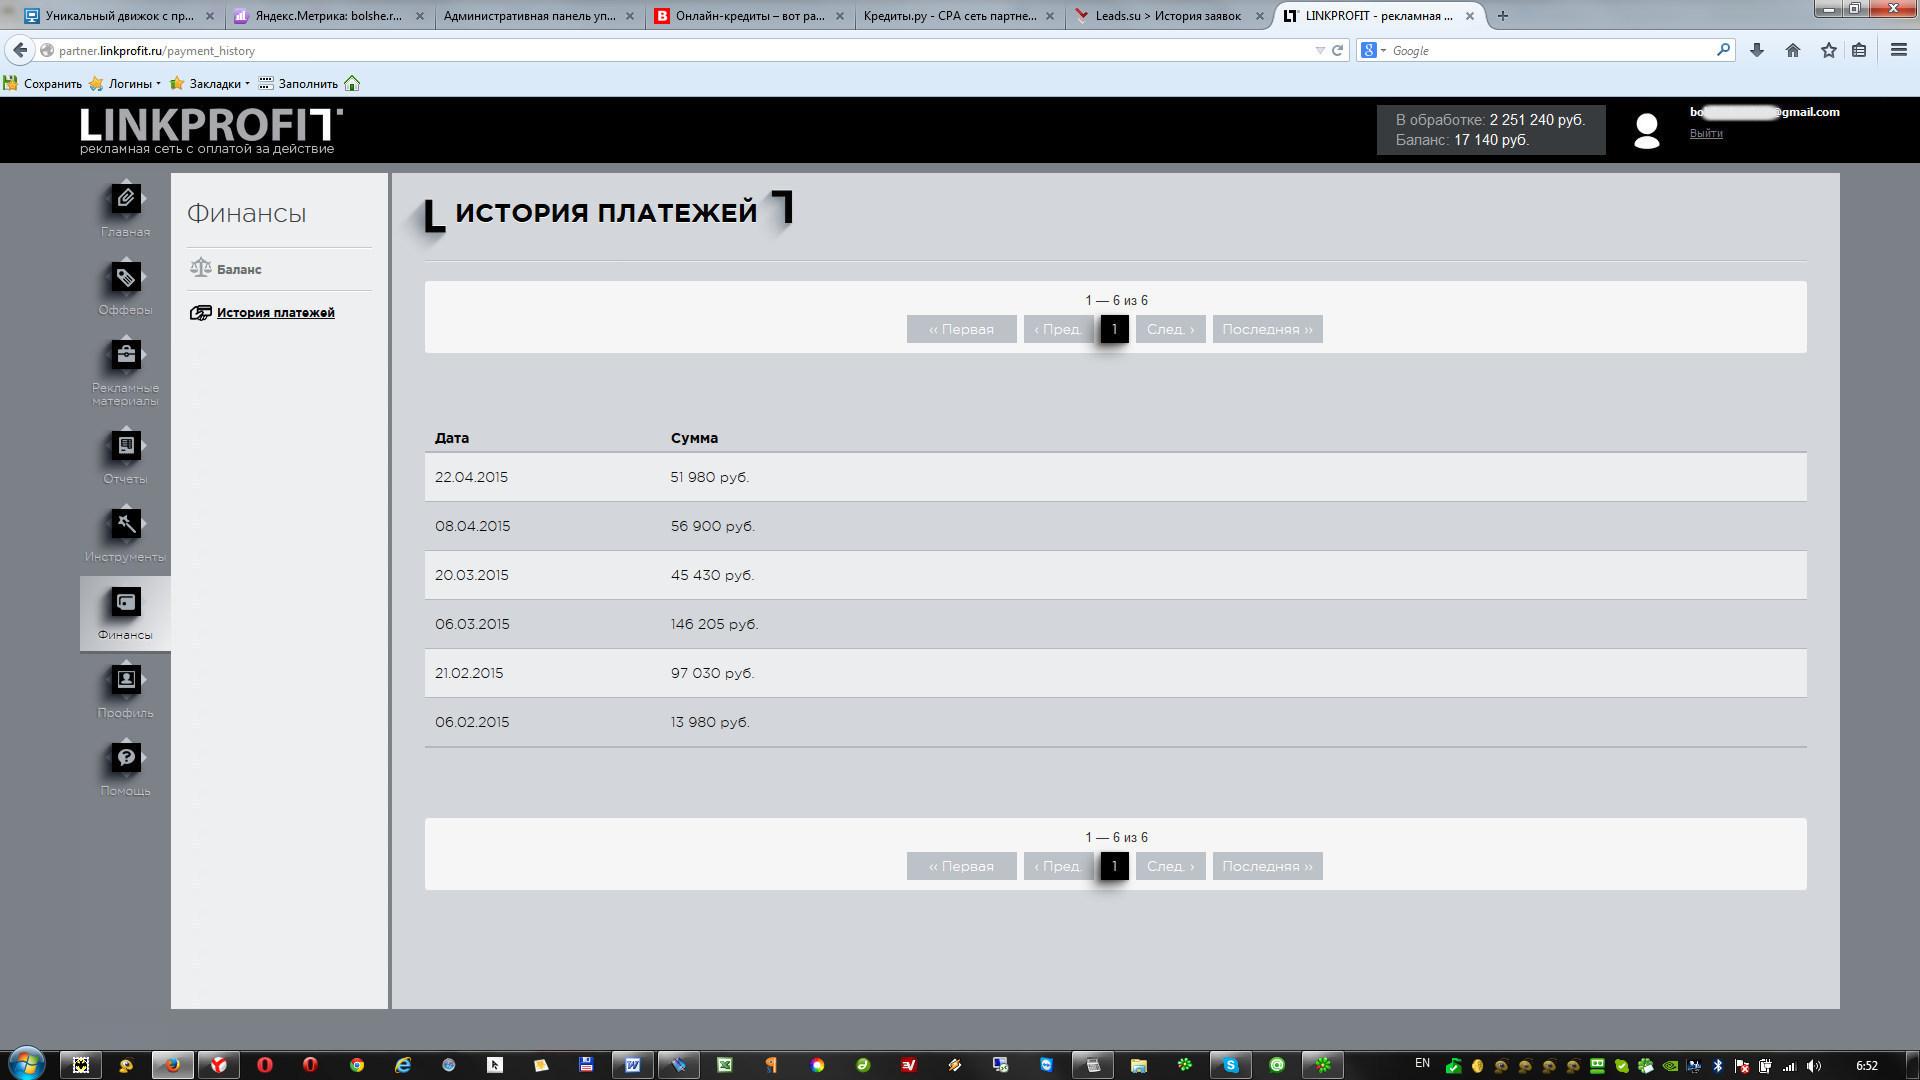 Уникальный движок с пр...
Яндекс.Метрика: bolshe.r...
Административная панель уп...
Онлайн-кредиты – вот ра...
Кредиты.ру - CPA сеть партне...
Leads.su > История заявок
LINKPROFIT - рекламная ...
partner.linkprofit.ru/payment_history
Google
Сохранить
Логины
Закладки
Заполнить
LINKPROFIT
рекламная сеть с оплатой за действие
В обработке: 2 251 240 руб.
Баланс: 17 140 руб.
bo @gmail.com
Выйти
Главная
Офферы
Рекламные
материалы
Отчеты
Инструменты
Финансы
Профиль
Помощь
Финансы
Баланс
История платежей
ИСТОРИЯ ПЛАТЕЖЕЙ
1 — 6 из 6
‹‹ Первая ‹ Пред. 1 След. › Последняя ››
Дата Сумма
22.04.2015 51 980 руб.
08.04.2015 56 900 руб.
20.03.2015 45 430 руб.
06.03.2015 146 205 руб.
21.02.2015 97 030 руб.
06.02.2015 13 980 руб.
1 — 6 из 6
‹‹ Первая ‹ Пред. 1 След. › Последняя ››
EN
6:52